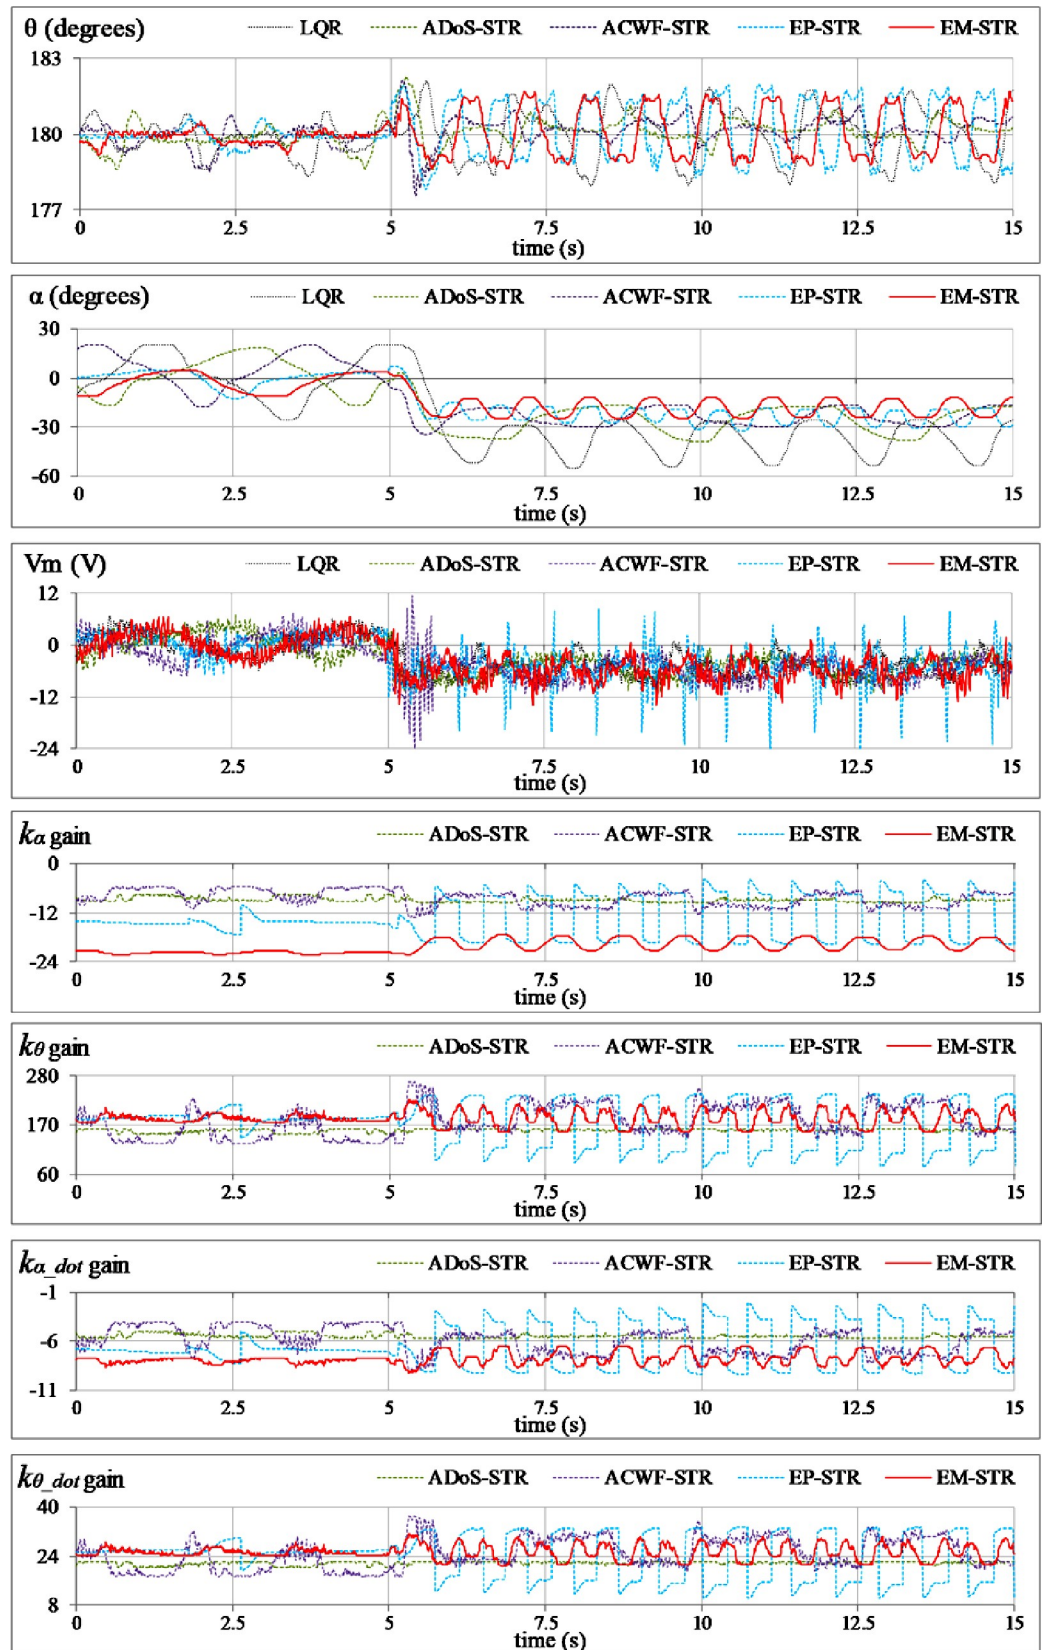 θ (degrees)
LQR ADoS-STR ACWF-STR EP-STR EM-STR
183
180
177
0 2.5 5 7.5 10 12.5 15
time (s)
α (degrees)
LQR ADoS-STR ACWF-STR EP-STR EM-STR
30
0
-30
-60
0 2.5 5 7.5 10 12.5 15
time (s)
Vm (V)
LQR ADoS-STR ACWF-STR EP-STR EM-STR
12
0
-12
-24
0 2.5 5 7.5 10 12.5 15
time (s)
kα gain
ADoS-STR ACWF-STR EP-STR EM-STR
0
-12
-24
0 2.5 5 7.5 10 12.5 15
time (s)
kθ gain
ADoS-STR ACWF-STR EP-STR EM-STR
280
170
60
0 2.5 5 7.5 10 12.5 15
time (s)
kα_dot gain
ADoS-STR ACWF-STR EP-STR EM-STR
-1
-6
-11
0 2.5 5 7.5 10 12.5 15
time (s)
kθ_dot gain
ADoS-STR ACWF-STR EP-STR EM-STR
40
24
8
0 2.5 5 7.5 10 12.5 15
time (s)